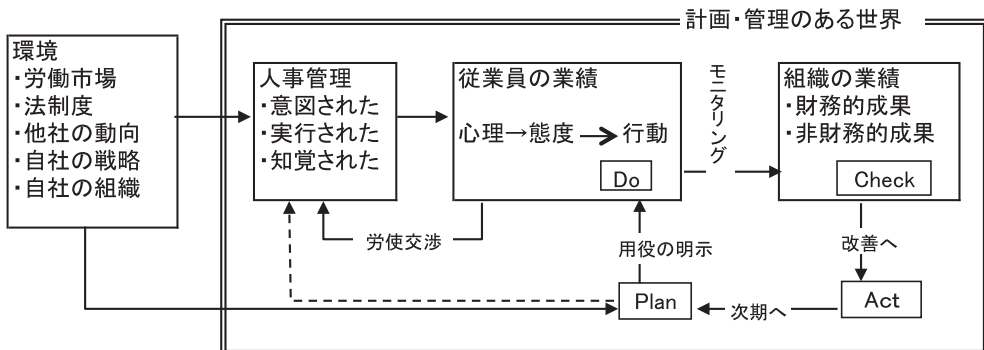 計画・管理のある世界
環境
・労働市場
・法制度
・他社の動向
・自社の戦略
・自社の組織
人事管理
・意図された
・実行された
・知覚された
従業員の業績
心理→態度→行動
Do
モニタリング
組織の業績
・財務的成果
・非財務的成果
Check
労使交渉
用役の明示
改善へ
Plan
次期へ
Act